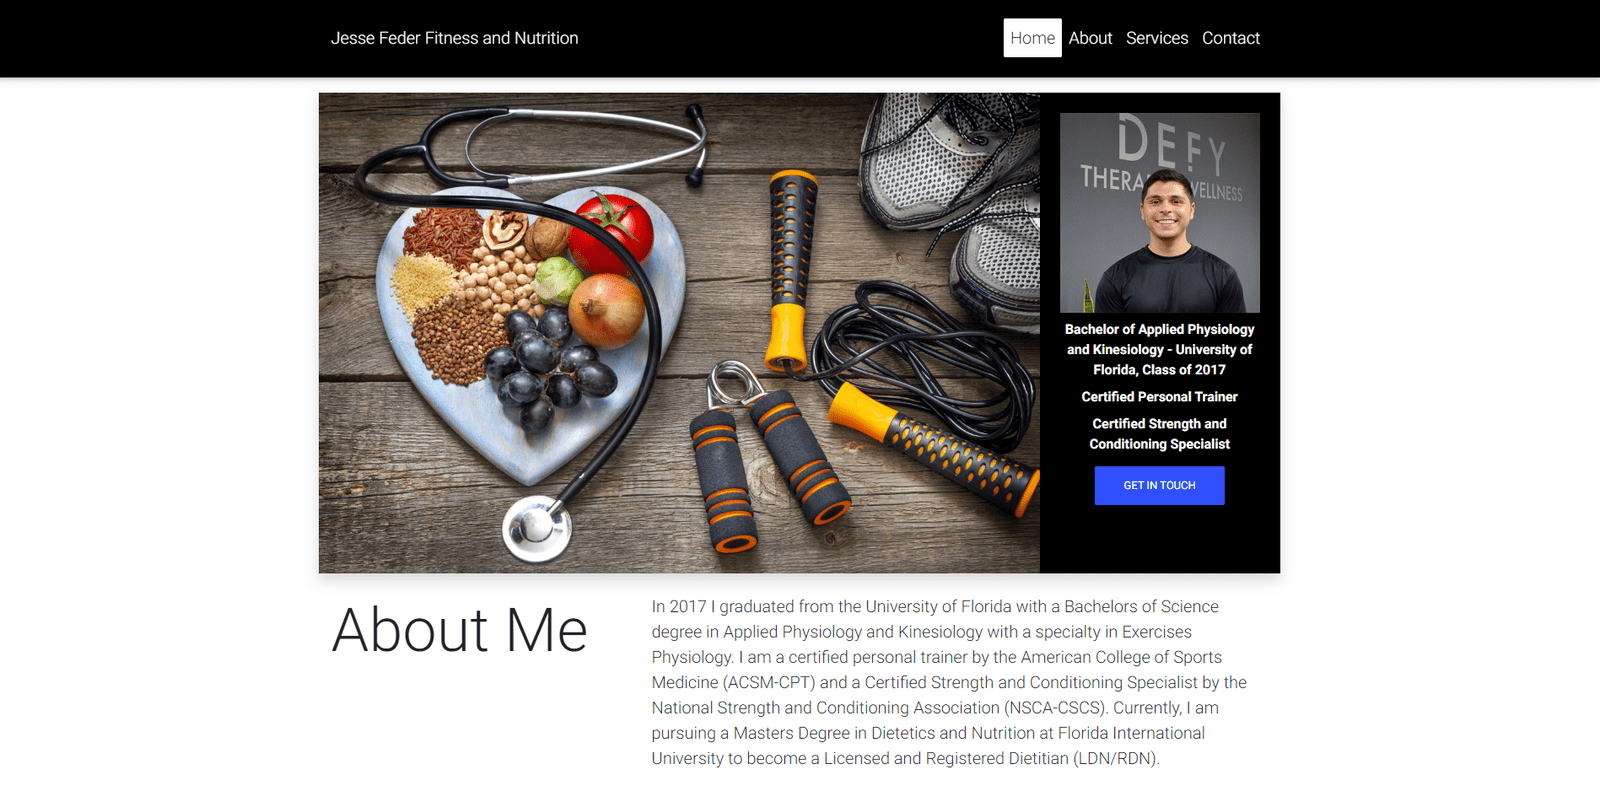 Jesse Feder Fitness and Nutrition
Home About Services Contact
DEFY
THERA WELLNESS
Bachelor of Applied Physiology
and Kinesiology - University of
Florida, Class of 2017
Certified Personal Trainer
Certified Strength and
Conditioning Specialist
GET IN TOUCH
About Me
In 2017 I graduated from the University of Florida with a Bachelors of Science
degree in Applied Physiology and Kinesiology with a specialty in Exercises
Physiology. I am a certified personal trainer by the American College of Sports
Medicine (ACSM-CPT) and a Certified Strength and Conditioning Specialist by the
National Strength and Conditioning Association (NSCA-CSCS). Currently, I am
pursuing a Masters Degree in Dietetics and Nutrition at Florida International
University to become a Licensed and Registered Dietitian (LDN/RDN).